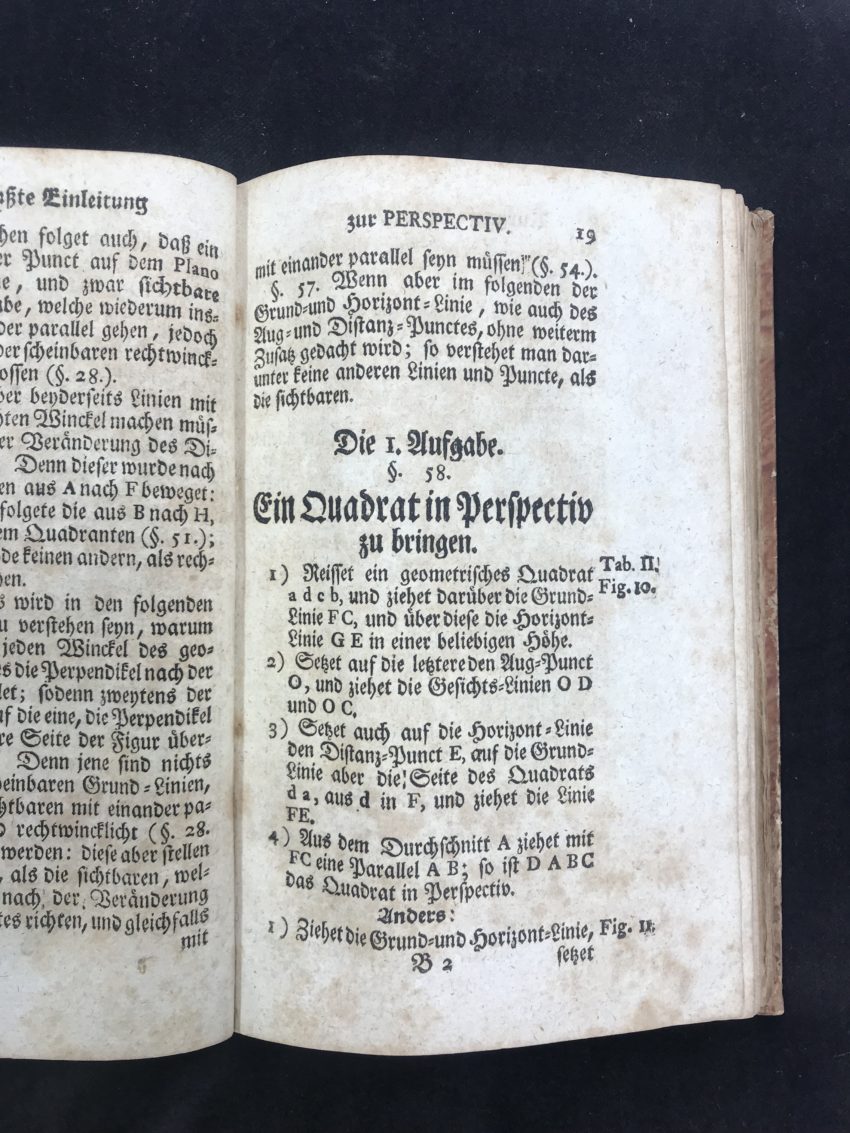 ßte Einleitung
hen folget auch, daß ein
er Punct auf dem Plano
e, und zwar sichtbare
abe, welche wiederum ins=
der parallel gehen, jedoch
der scheinbaren rechtwinck=
ossen (§. 28.).
ber beyderseits Linien mit
hten Winckel machen müs=
er Veränderung des Di=
Denn dieser wurde nach
en aus A nach F beweget:
folgete die aus B nach H,
em Quadranten (§. 51.);
de keinen andern, als rech=
hen.
s wird in den folgenden
u verstehen seyn, warum
jeden Winckel des geo=
s die Perpendikel nach der
let; sodenn zweytens der
uf die eine, die Perpendikel
re Seite der Figur über=
Denn jene sind nichts
einbaren Grund=Linien,
htbaren mit einander pa=
rechtwincklicht (§. 28.
werden: diese aber stellen
, als die sichtbaren, wel=
nach der Veränderung
tes richten, und gleichfalls
mit
zur PERSPECTIV. 19
mit einander parallel seyn müssen (§. 54.).
§. 57. Wenn aber im folgenden der
Grund=und Horizont=Linie, wie auch des
Aug=und Distanz=Punctes, ohne weiterm
Zusatz gedacht wird; so verstehet man dar=
unter keine anderen Linien und Puncte, als
die sichtbaren.
Die 1. Aufgabe.
§. 58.
Ein Quadrat in Perspectiv
zu bringen.
1) Reisset ein geometrisches Quadrat Tab. II.
a d c b, und ziehet darüber die Grund= Fig. 10.
Linie F C, und über diese die Horizont=
Linie G E in einer beliebigen Höhe.
2) Setzet auf die letztere den Aug=Punct
O, und ziehet die Gesichts=Linien O D
und O C.
3) Setzet auch auf die Horizont=Linie
den Distanz=Punct E, auf die Grund=
Linie aber die Seite des Quadrats
d a, aus d in F, und ziehet die Linie
FE.
4) Aus dem Durchschnitt A ziehet mit
FC eine Parallel A B; so ist D A B C
das Quadrat in Perspectiv.
Anders:
1) Ziehet die Grund=und Horizont=Linie, Fig. 11.
B 2 setzet